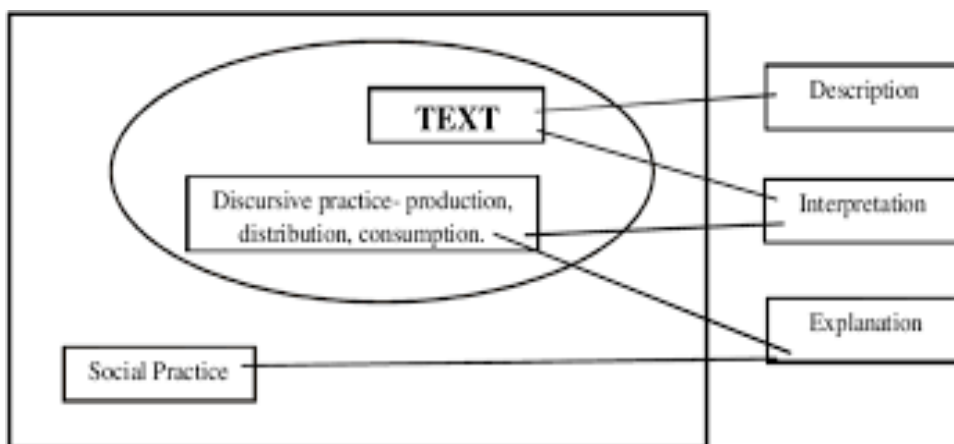 TEXT
Discursive practice- production,
distribution, consumption.
Social Practice
Description
Interpretation
Explanation